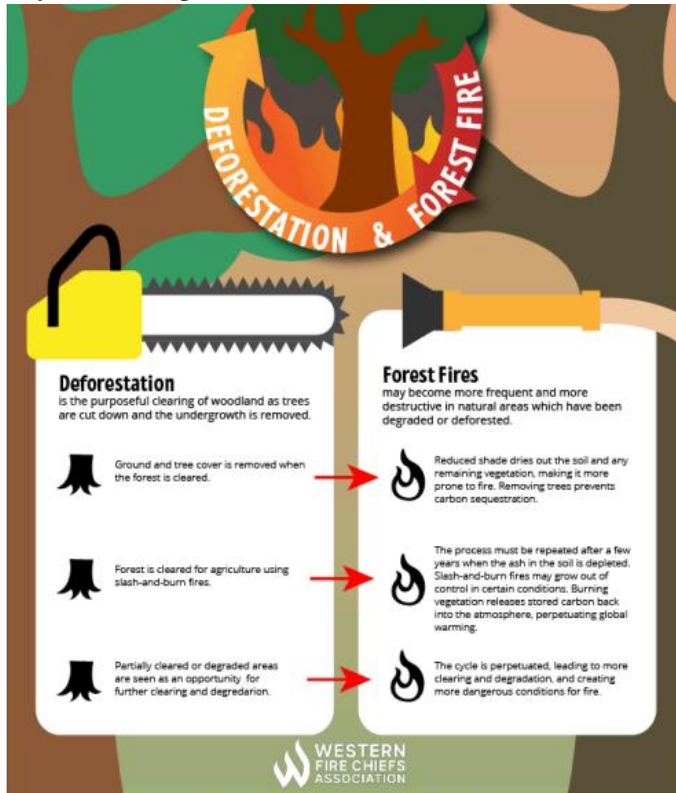 DEFORESTATION & FOREST FIRE
Deforestation
is the purposeful clearing of woodland as trees
are cut down and the undergrowth is removed.
Ground and tree cover is removed when
the forest is cleared.
Forest is cleared for agriculture using
slash-and-burn fires.
Partially cleared or degraded areas
are seen as an opportunity for
further clearing and degredarion.
Forest Fires
may become more frequent and more
destructive in natural areas which have been
degraded or deforested.
Reduced shade dries out the soil and any
remaining vegetation, making it more
prone to fire. Removing trees prevents
carbon sequestration.
The process must be repeated after a few
years when the ash in the soil is depleted.
Slash-and-burn fires may grow out of
control in certain conditions. Burning
vegetation releases stored carbon back
into the atmosphere, perpetuating global
warming.
The cycle is perpetuated, leading to more
clearing and degradation, and creating
more dangerous conditions for fire.
WESTERN
FIRE CHIEFS
ASSOCIATION